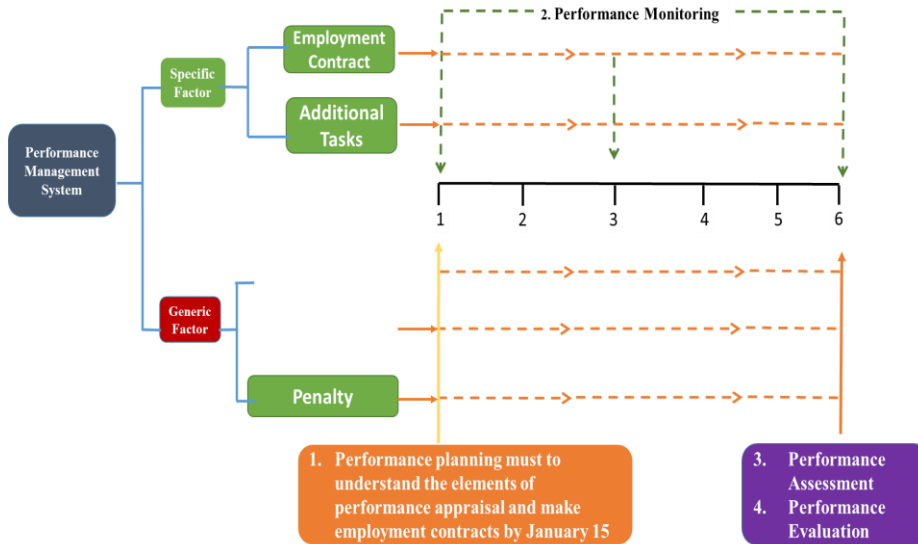 2. Performance Monitoring
Employment
Contract
Specific
Factor
Additional
Tasks
Performance
Management
System
1 2 3 4 5 6
Generic
Factor
Penalty
1. Performance planning must to
understand the elements of
performance appraisal and make
employment contracts by January 15
3. Performance
Assessment
4. Performance
Evaluation